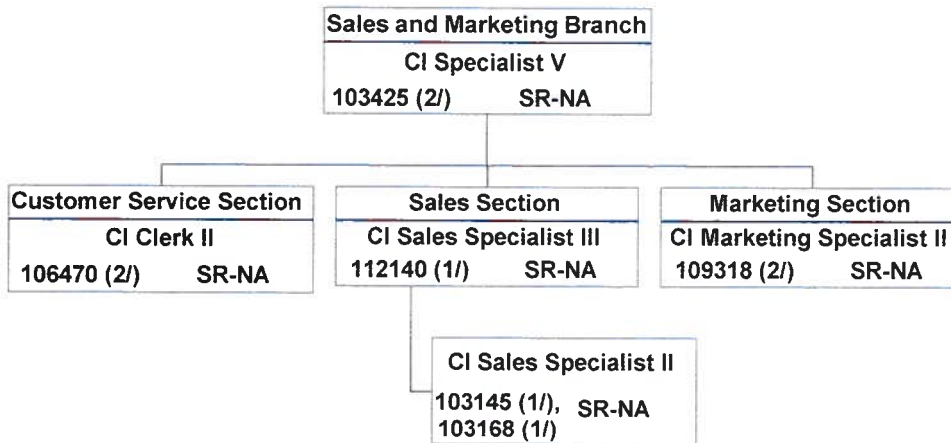 Sales and Marketing Branch
CI Specialist V
103425 (2/) SR-NA
Customer Service Section
CI Clerk II
106470 (2/) SR-NA
Sales Section
CI Sales Specialist III
112140 (1/) SR-NA
Marketing Section
CI Marketing Specialist II
109318 (2/) SR-NA
CI Sales Specialist II
103145 (1/), SR-NA
103168 (1/)